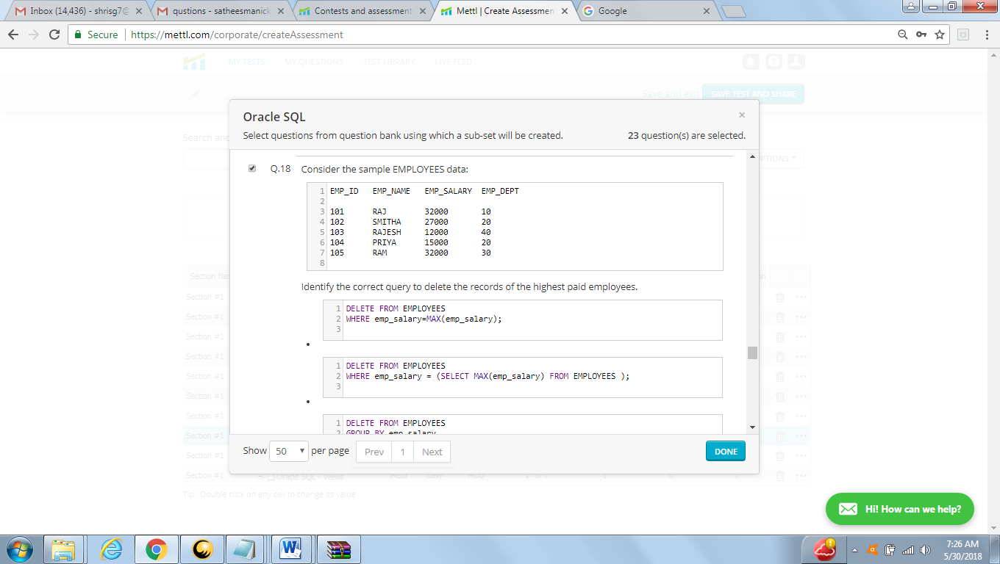 Inbox (14,436) - shrisg7@
qustions - satheesmanick
Contests and assessment
Mettl | Create Assessmen
Google
Secure https://mettl.com/corporate/createAssessment
MY TESTS MY QUESTIONS TEST LIBRARY LIVE FEED
Save and exit SAVE TEST AND SHARE
Oracle SQL ×
Select questions from question bank using which a sub-set will be created. 23 question(s) are selected.
Search and
PTIONS
Q.18 Consider the sample EMPLOYEES data:
1 EMP_ID EMP_NAME EMP_SALARY EMP_DEPT
2
3 101 RAJ 32000 10
4 102 SMITHA 27000 20
5 103 RAJESH 12000 40
6 104 PRIYA 15000 20
7 105 RAM 32000 30
8
Identify the correct query to delete the records of the highest paid employees.
1 DELETE FROM EMPLOYEES
2 WHERE emp_salary=MAX(emp_salary);
3
1 DELETE FROM EMPLOYEES
2 WHERE emp_salary = (SELECT MAX(emp_salary) FROM EMPLOYEES );
3
1 DELETE FROM EMPLOYEES
2 GROUP BY emp_salary
Section Na
Section #1
Section #1
Section #1
Section #1
Section #1
Section #1
Section #1
Section #1
Section #1
Section #1 Oracle SQL - Views Mettl Easy MCQ
Show 50 per page Prev 1 Next DONE
Tip : Double click on any cell to change its value
Hi! How can we help?
7:26 AM
5/30/2018